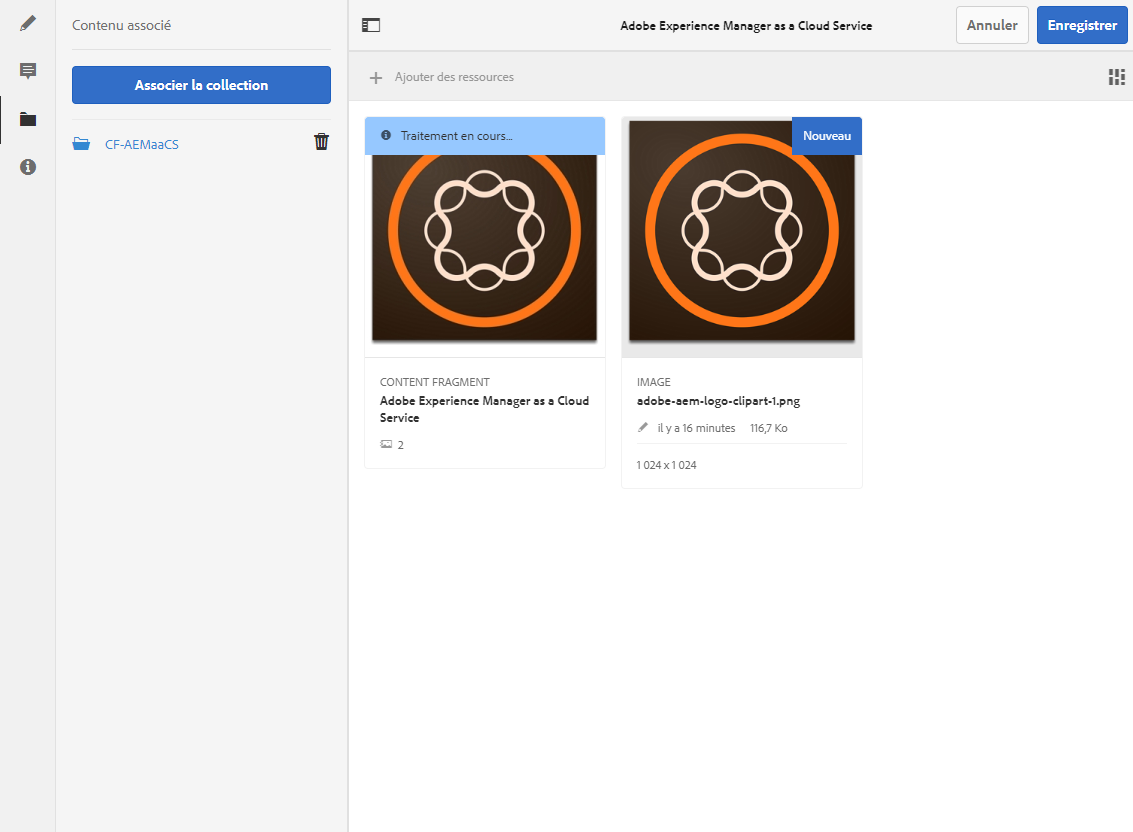 Contenu associé
Associer la collection
CF-AEMaaCS
Adobe Experience Manager as a Cloud Service
Annuler
Enregistrer
Ajouter des ressources
Traitement en cours...
CONTENT FRAGMENT
Adobe Experience Manager as a Cloud
Service
2
Nouveau
IMAGE
adobe-aem-logo-clipart-1.png
il y a 16 minutes 116,7 Ko
1 024 x 1 024